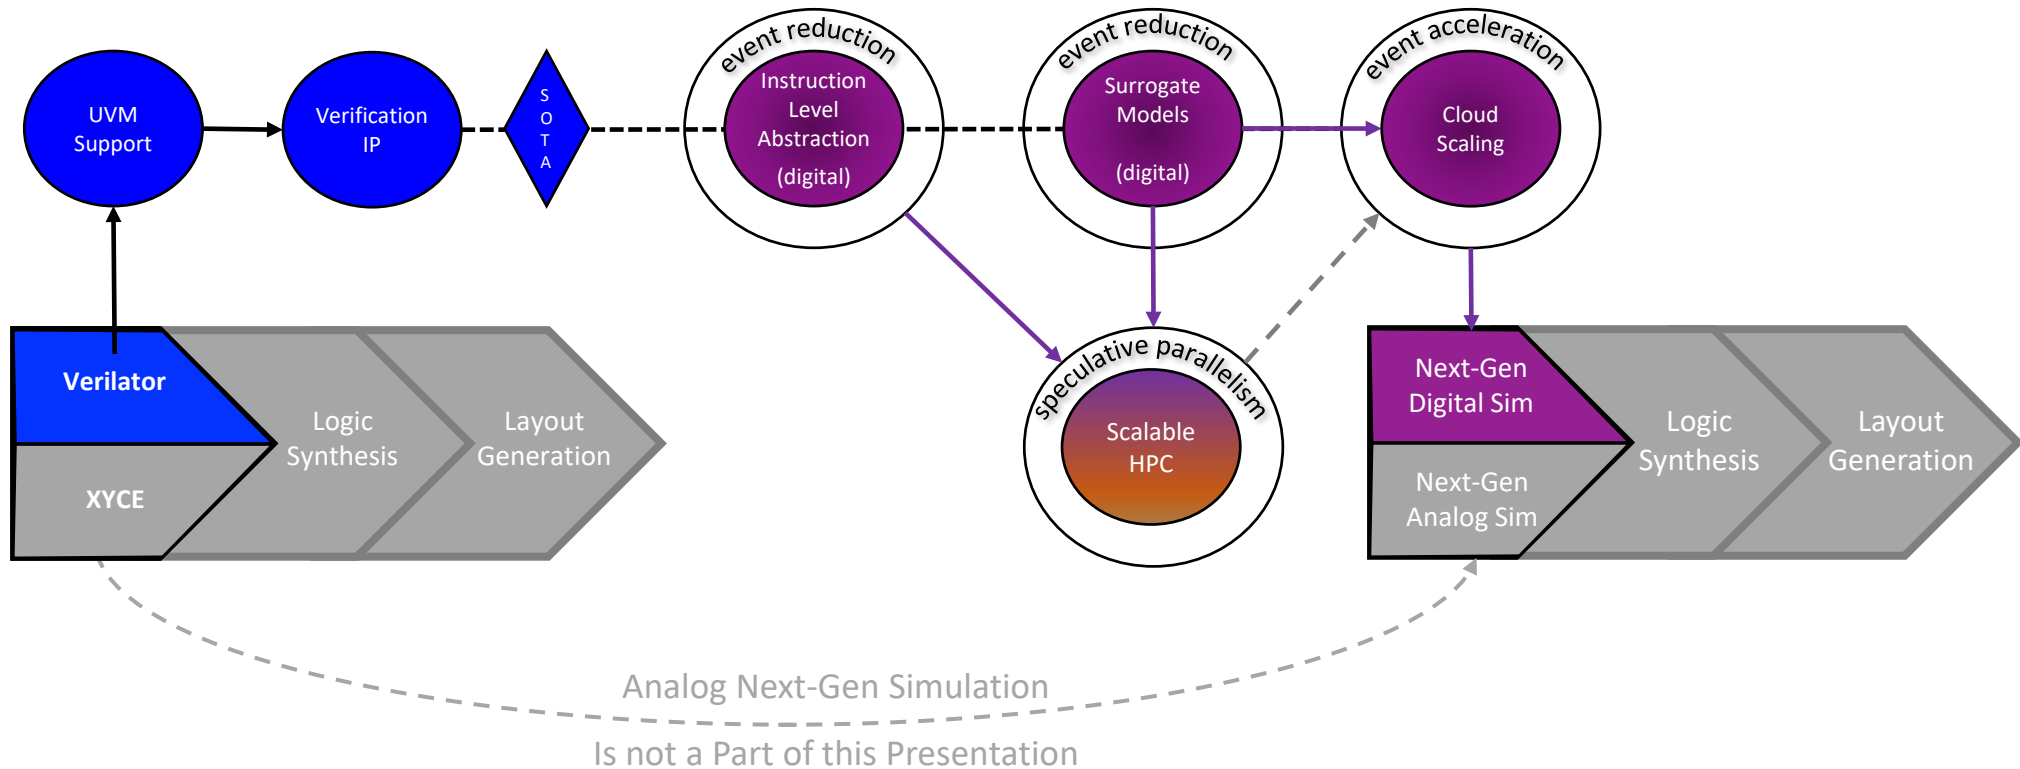 UVM
Support
Verification
IP
S
O
T
A
event reduction
Instruction
Level
Abstraction
(digital)
event reduction
Surrogate
Models
(digital)
event acceleration
Cloud
Scaling
Verilator
XYCE
Logic
Synthesis
Layout
Generation
speculative parallelism
Scalable
HPC
Next-Gen
Digital Sim
Next-Gen
Analog Sim
Logic
Synthesis
Layout
Generation
Analog Next-Gen Simulation
Is not a Part of this Presentation